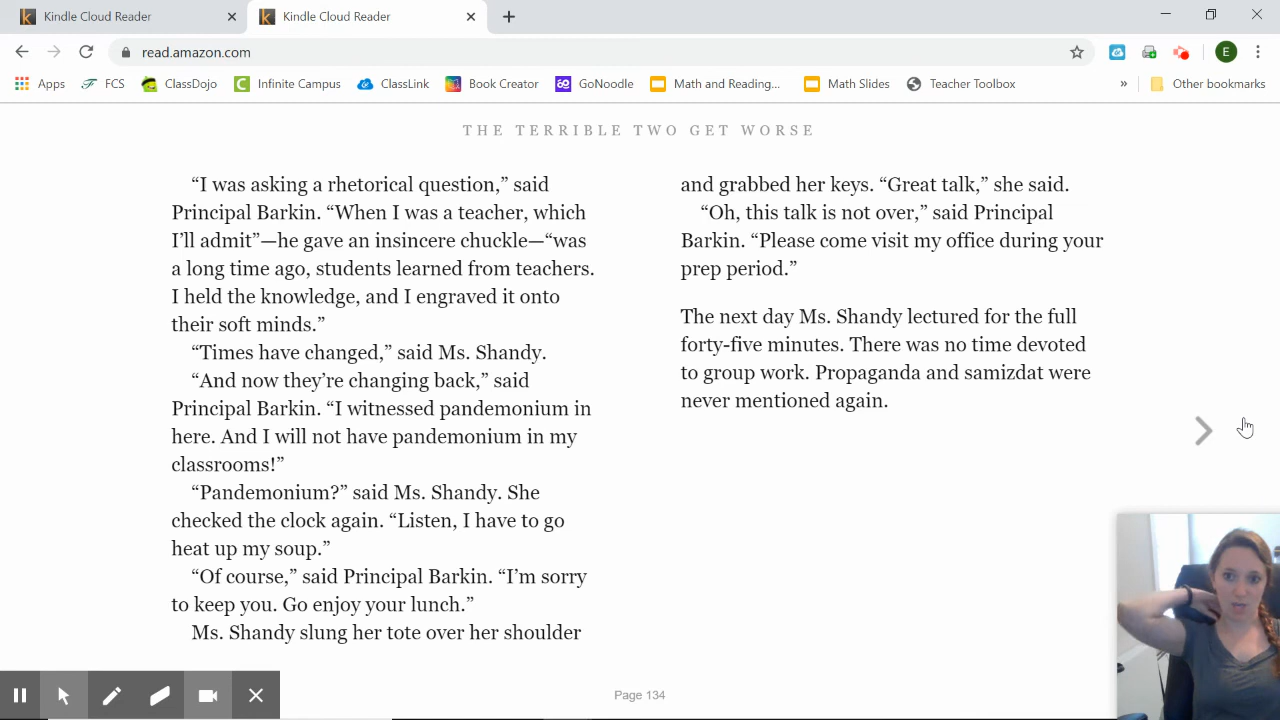 Kindle Cloud Reader
Kindle Cloud Reader
read.amazon.com
E
Apps
FCS
ClassDojo
Infinite Campus
ClassLink
Book Creator
GoNoodle
Math and Reading...
Math Slides
Teacher Toolbox
»
Other bookmarks
THE TERRIBLE TWO GET WORSE
“I was asking a rhetorical question,” said
Principal Barkin. “When I was a teacher, which
I’ll admit”—he gave an insincere chuckle—“was
a long time ago, students learned from teachers.
I held the knowledge, and I engraved it onto
their soft minds.”
“Times have changed,” said Ms. Shandy.
“And now they’re changing back,” said
Principal Barkin. “I witnessed pandemonium in
here. And I will not have pandemonium in my
classrooms!”
“Pandemonium?” said Ms. Shandy. She
checked the clock again. “Listen, I have to go
heat up my soup.”
“Of course,” said Principal Barkin. “I’m sorry
to keep you. Go enjoy your lunch.”
Ms. Shandy slung her tote over her shoulder
and grabbed her keys. “Great talk,” she said.
“Oh, this talk is not over,” said Principal
Barkin. “Please come visit my office during your
prep period.”
The next day Ms. Shandy lectured for the full
forty-five minutes. There was no time devoted
to group work. Propaganda and samizdat were
never mentioned again.
Page 134